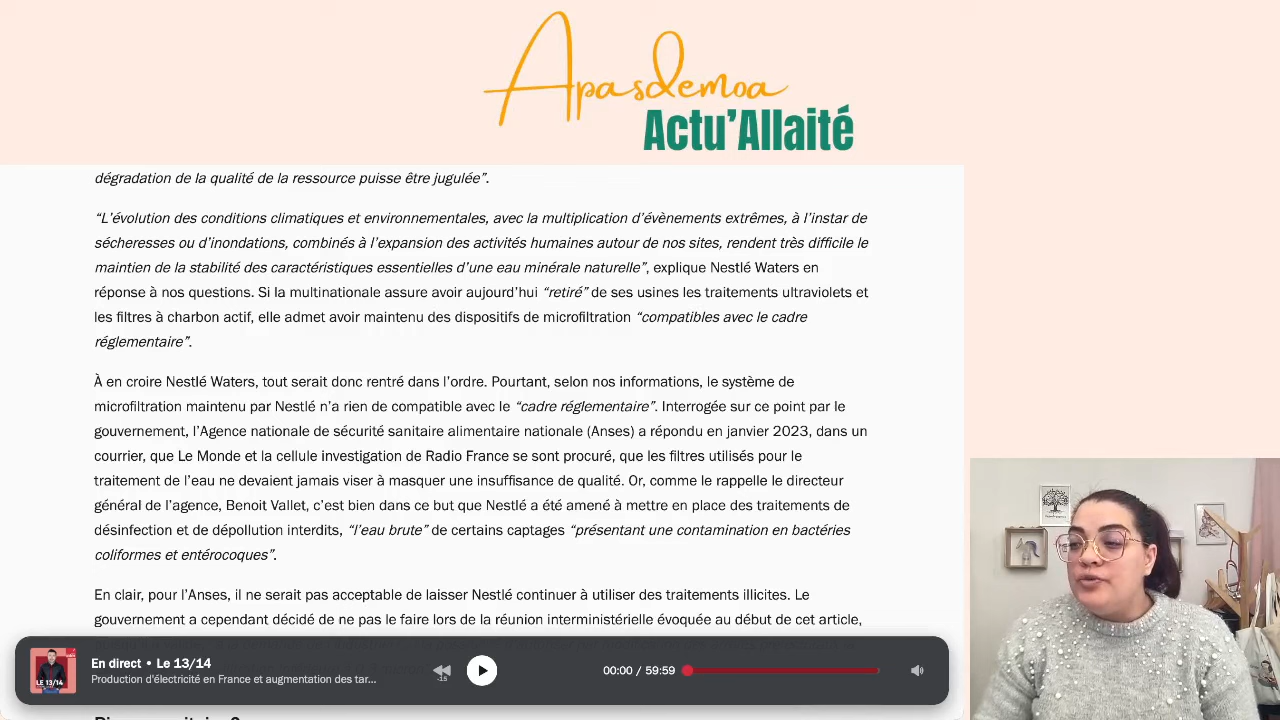 Apasdemoa
Actu’Allaité
dégradation de la qualité de la ressource puisse être jugulée”.
“L’évolution des conditions climatiques et environnementales, avec la multiplication d’évènements extrêmes, à l’instar de
sécheresses ou d’inondations, combinés à l’expansion des activités humaines autour de nos sites, rendent très difficile le
maintien de la stabilité des caractéristiques essentielles d’une eau minérale naturelle”, explique Nestlé Waters en
réponse à nos questions. Si la multinationale assure avoir aujourd’hui “retiré” de ses usines les traitements ultraviolets et
les filtres à charbon actif, elle admet avoir maintenu des dispositifs de microfiltration “compatibles avec le cadre
réglementaire”.
À en croire Nestlé Waters, tout serait donc rentré dans l’ordre. Pourtant, selon nos informations, le système de
microfiltration maintenu par Nestlé n’a rien de compatible avec le “cadre réglementaire”. Interrogée sur ce point par le
gouvernement, l’Agence nationale de sécurité sanitaire alimentaire nationale (Anses) a répondu en janvier 2023, dans un
courrier, que Le Monde et la cellule investigation de Radio France se sont procuré, que les filtres utilisés pour le
traitement de l’eau ne devaient jamais viser à masquer une insuffisance de qualité. Or, comme le rappelle le directeur
général de l’agence, Benoit Vallet, c’est bien dans ce but que Nestlé a été amené à mettre en place des traitements de
désinfection et de dépollution interdits, “l’eau brute” de certains captages “présentant une contamination en bactéries
coliformes et entérocoques”.
En clair, pour l’Anses, il ne serait pas acceptable de laisser Nestlé continuer à utiliser des traitements illicites. Le
gouvernement a cependant décidé de ne pas le faire lors de la réunion interministérielle évoquée au début de cet article,
LE 13/14
En direct • Le 13/14
Production d'électricité en France et augmentation des tar...
-15
00:00 / 59:59